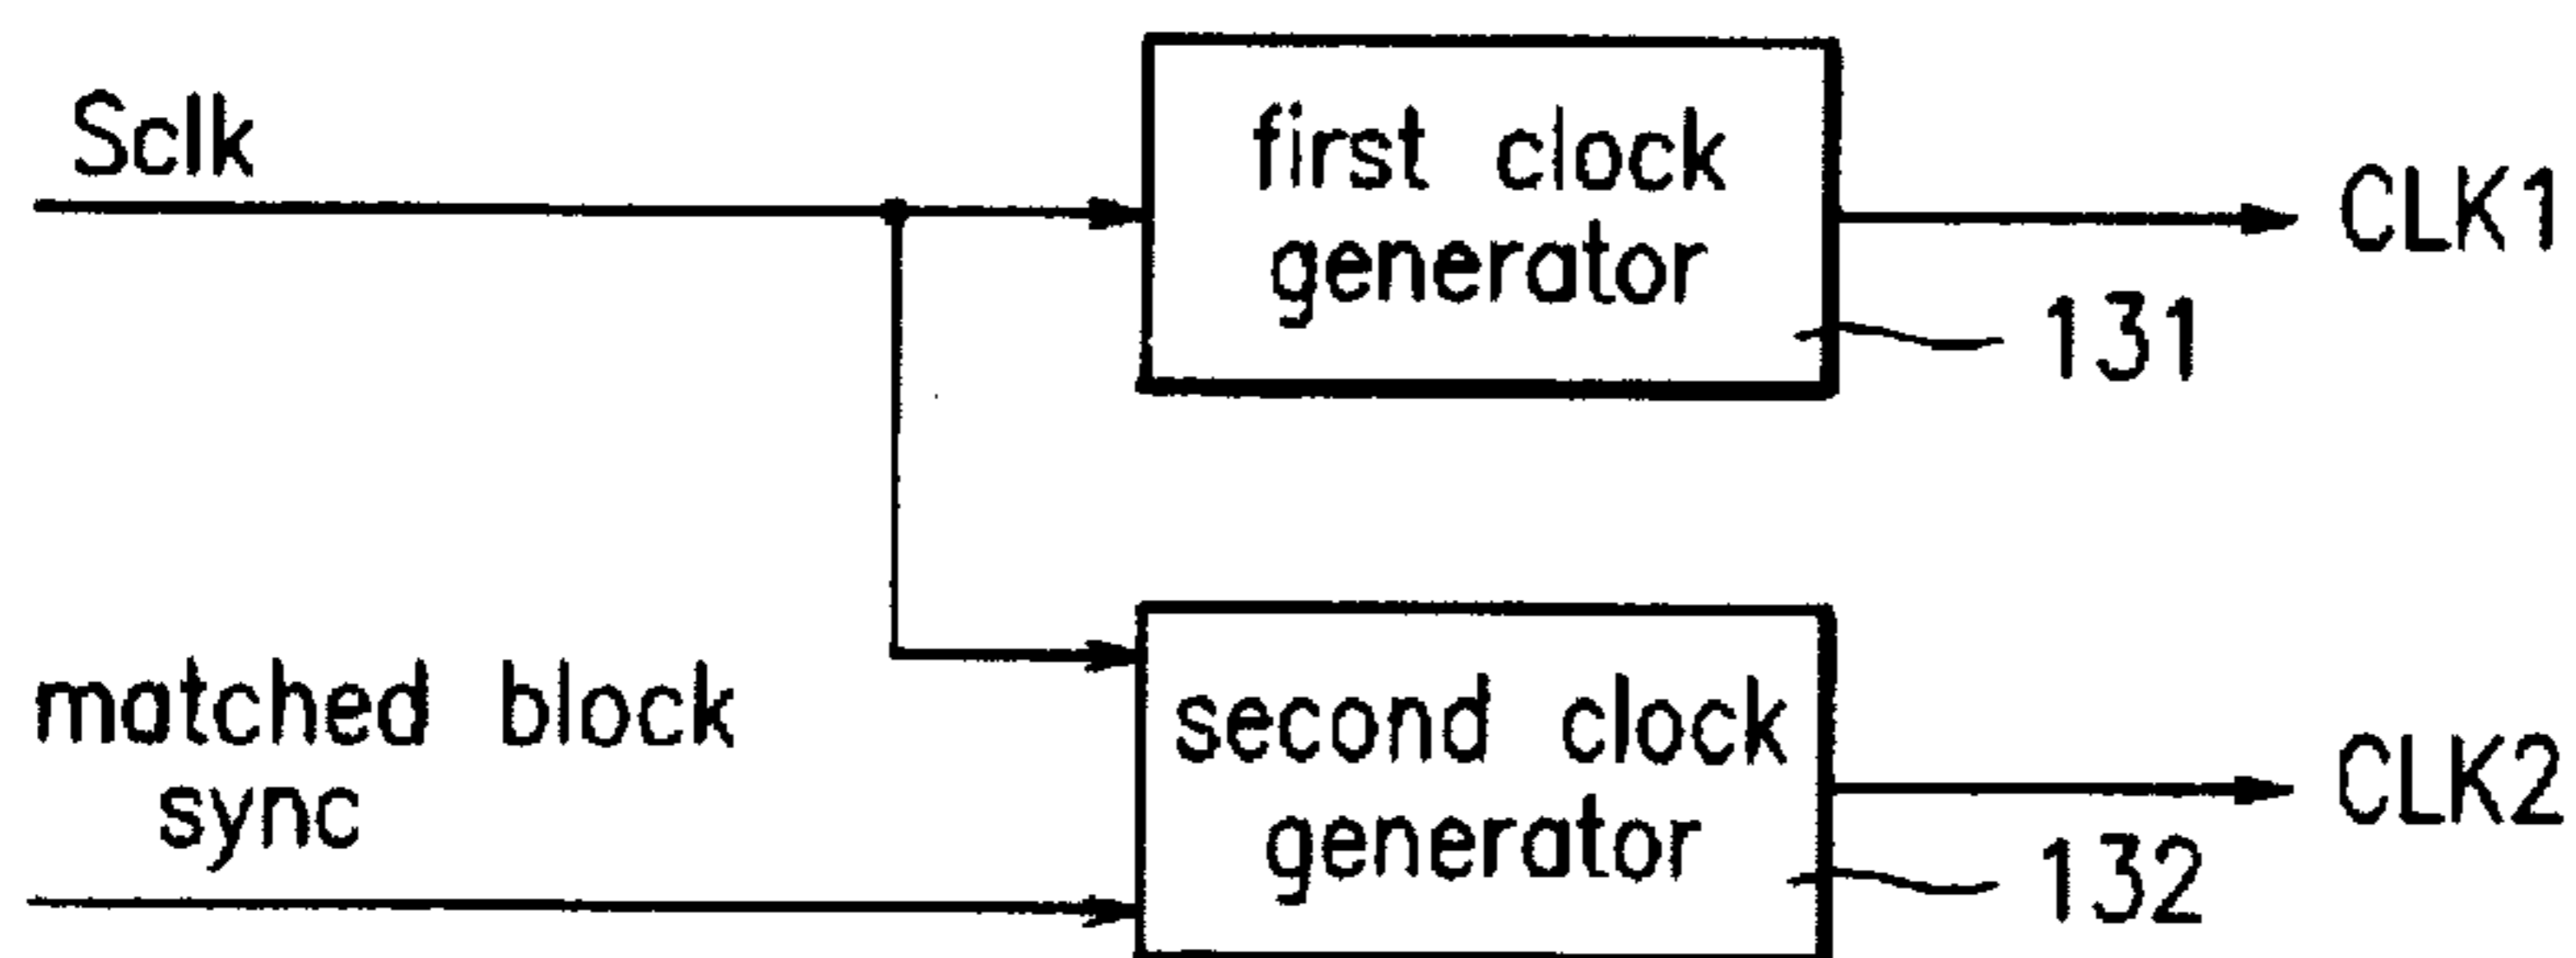 Sclk
first clock
generator
CLK1
131
matched block
sync
second clock
generator
CLK2
132